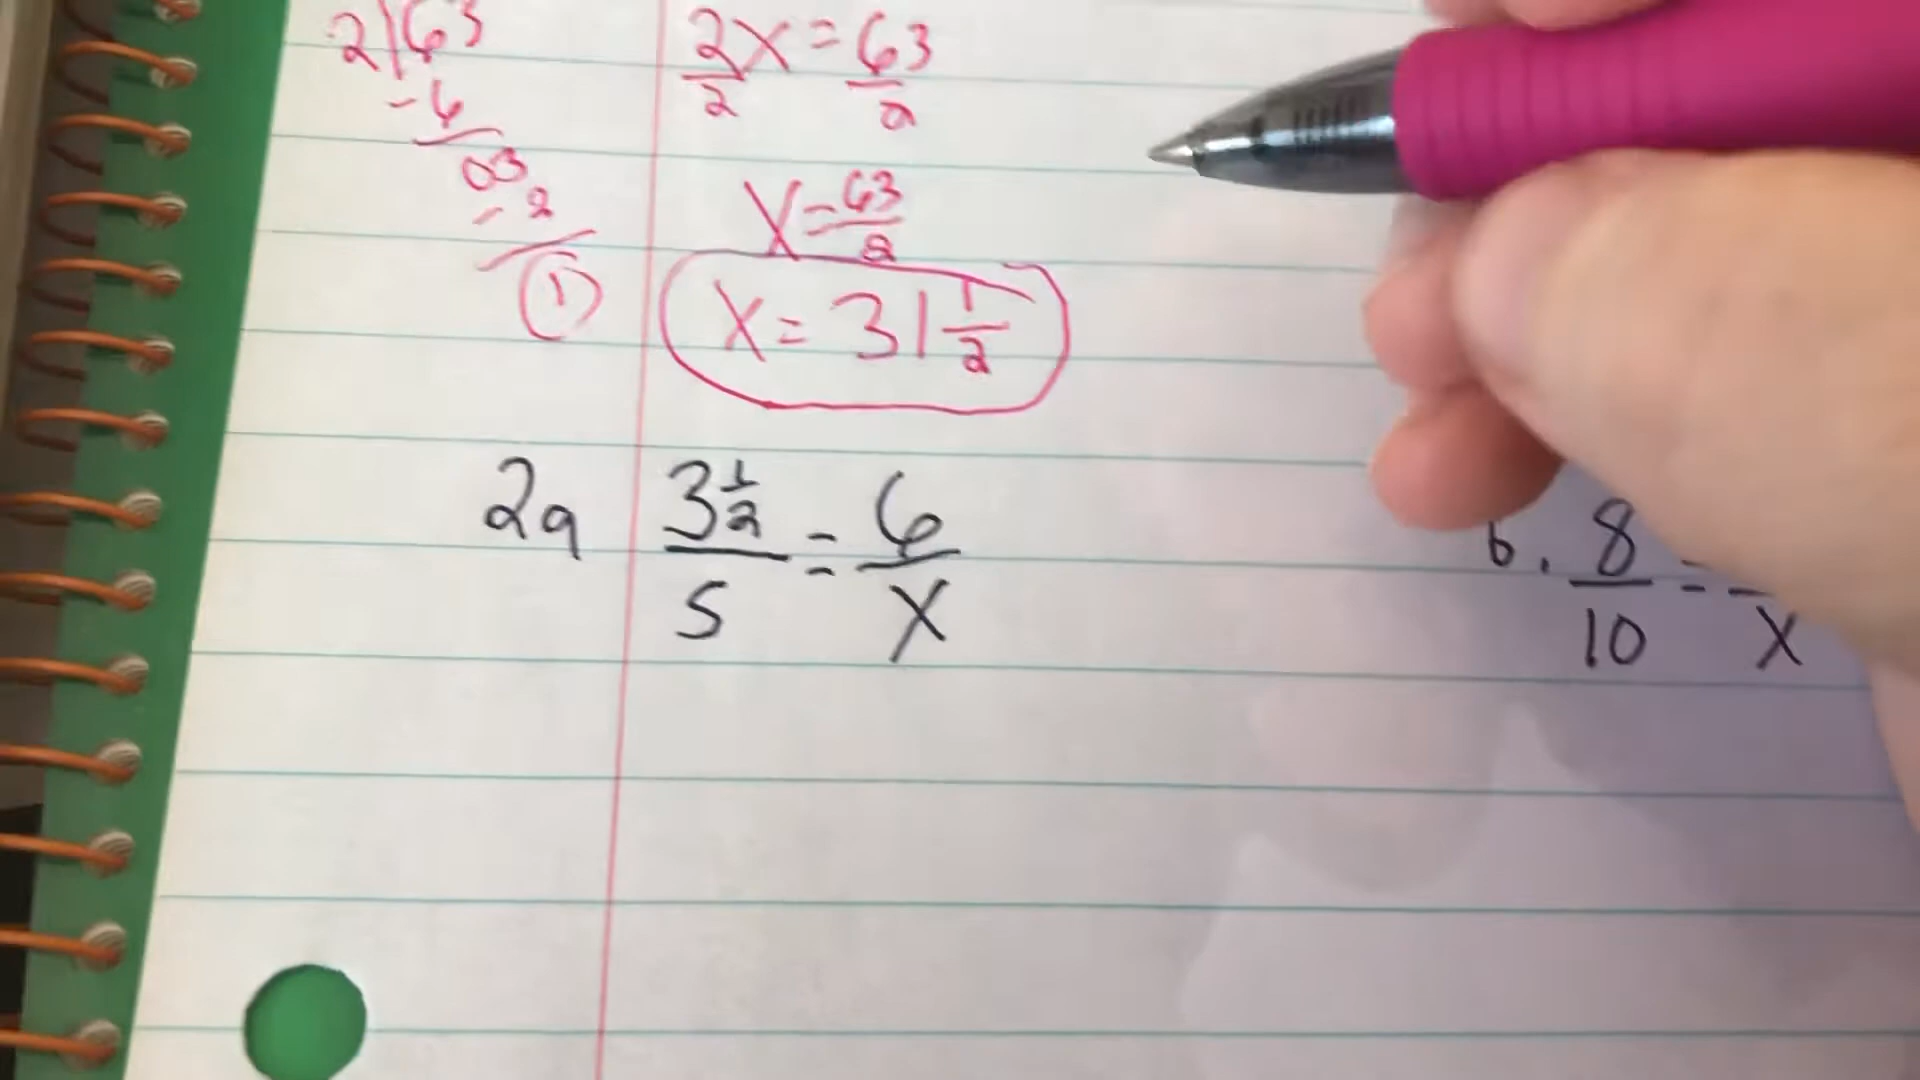 2)63
-6
03
-2
1
2x = 63
2 2
x = 63/2
x = 31 1/2
2a 3 1/2 / 5 = 6/x
b. 8/10 = /x